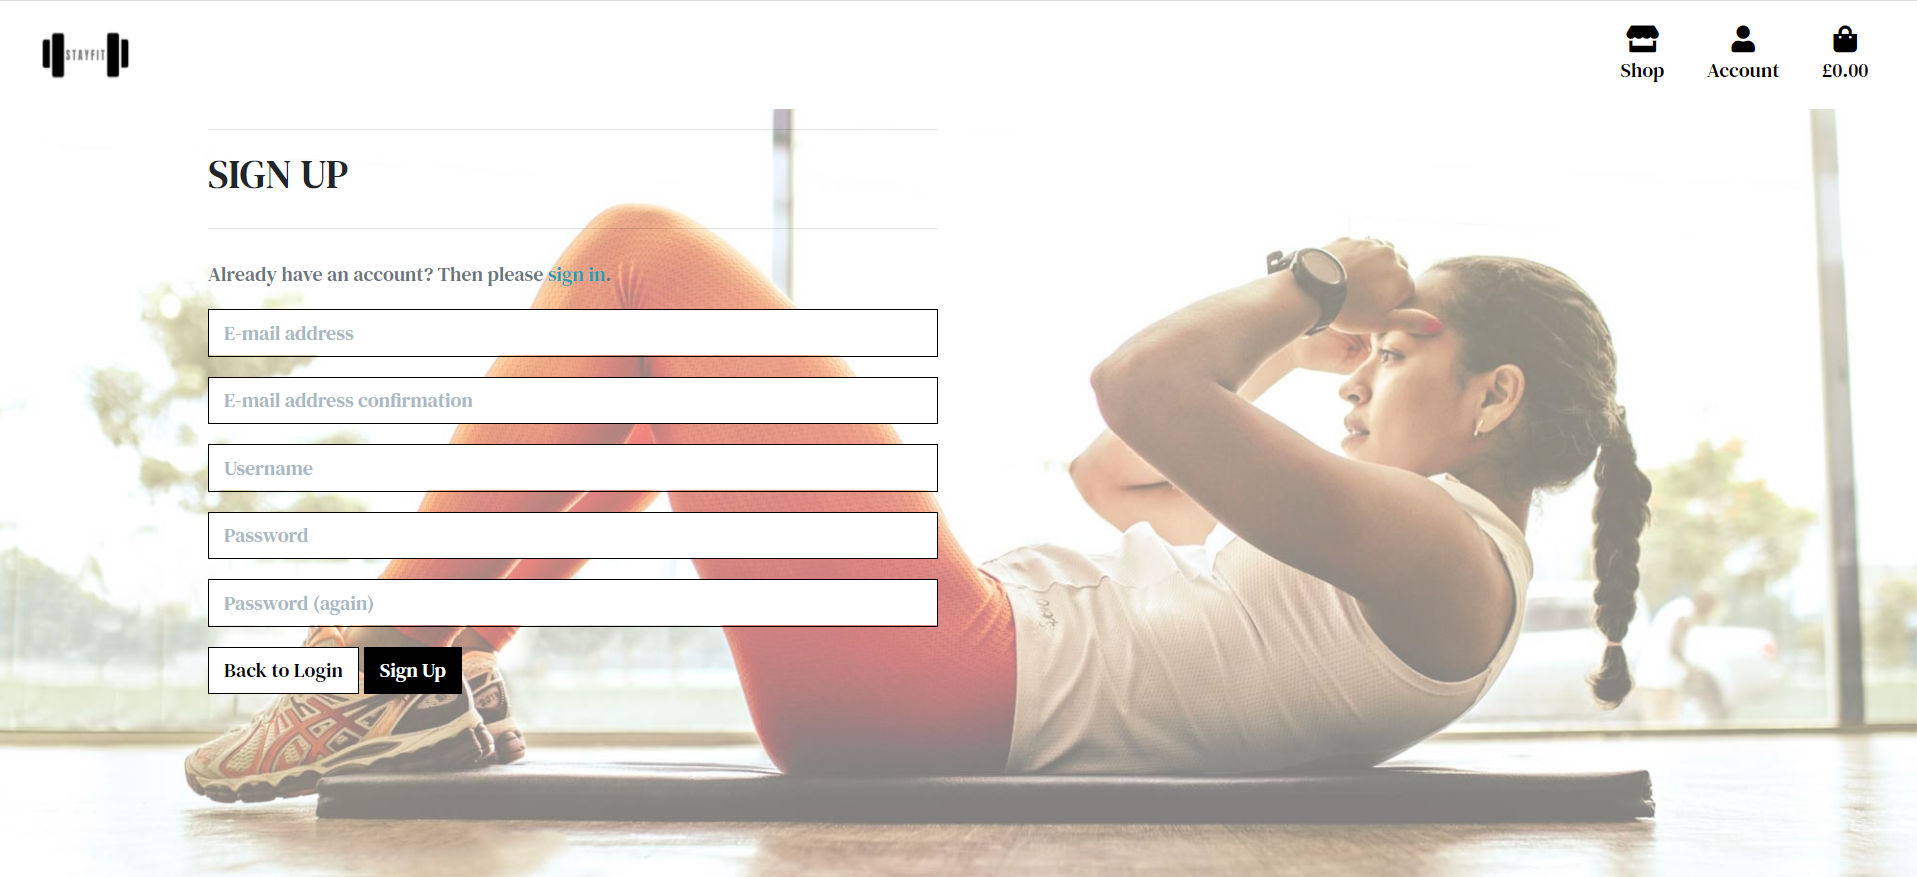 STAYFIT
Shop
Account
£0.00
SIGN UP
Already have an account? Then please sign in.
E-mail address
E-mail address confirmation
Username
Password
Password (again)
Back to Login
Sign Up